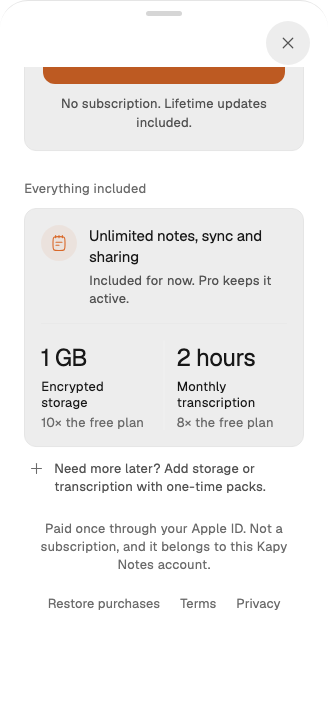 No subscription. Lifetime updates
included.
Everything included
Unlimited notes, sync and
sharing
Included for now. Pro keeps it
active.
1 GB
Encrypted
storage
10× the free plan
2 hours
Monthly
transcription
8× the free plan
Need more later? Add storage or
transcription with one-time packs.
Paid once through your Apple ID. Not a
subscription, and it belongs to this Kapy
Notes account.
Restore purchases Terms Privacy